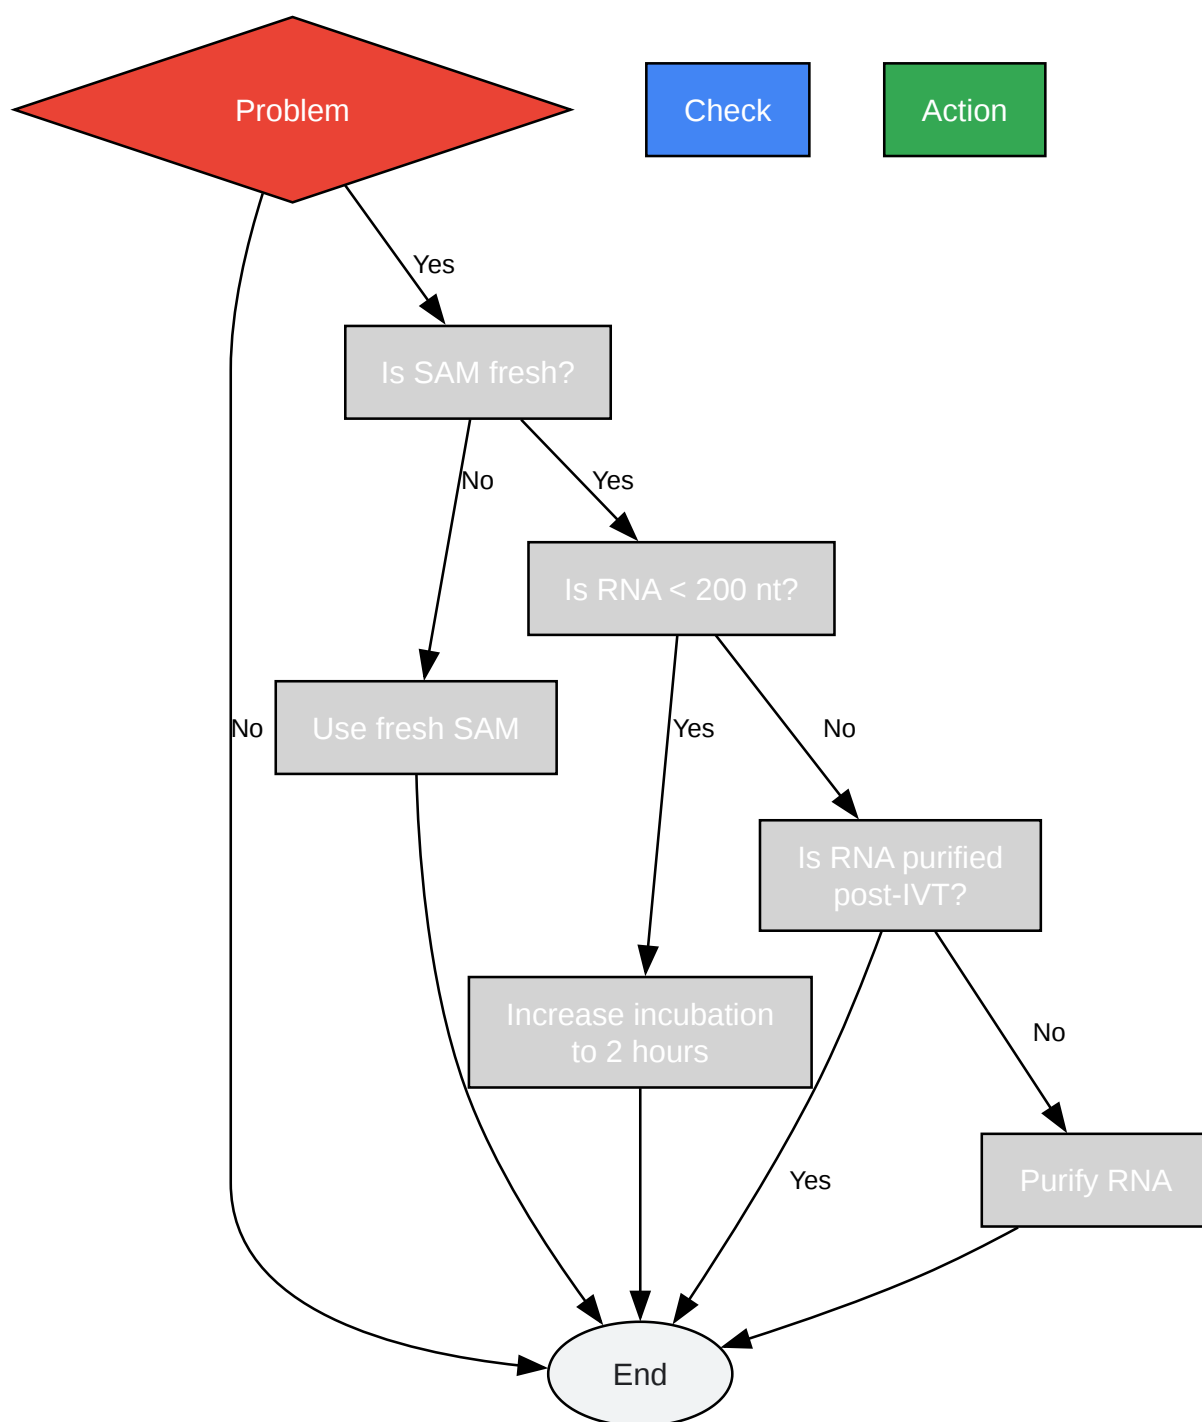 Problem
Check
Action
Yes
Is SAM fresh?
No
Yes
Is RNA < 200 nt?
No
Use fresh SAM
Yes
No
Is RNA purified
post-IVT?
Increase incubation
to 2 hours
No
Yes
Purify RNA
End